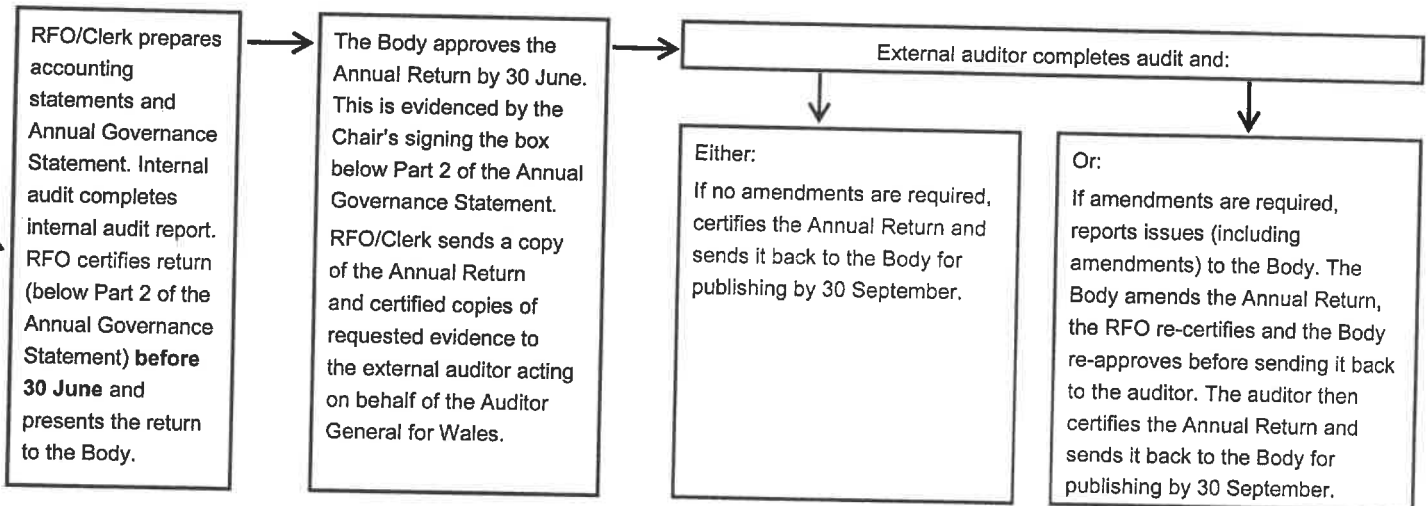 RFO/Clerk prepares
accounting
statements and
Annual Governance
Statement. Internal
audit completes
internal audit report.
RFO certifies return
(below Part 2 of the
Annual Governance
Statement) before
30 June and
presents the return
to the Body.
The Body approves the
Annual Return by 30 June.
This is evidenced by the
Chair's signing the box
below Part 2 of the Annual
Governance Statement.
RFO/Clerk sends a copy
of the Annual Return
and certified copies of
requested evidence to
the external auditor acting
on behalf of the Auditor
General for Wales.
External auditor completes audit and:
Either:
If no amendments are required,
certifies the Annual Return and
sends it back to the Body for
publishing by 30 September.
Or:
If amendments are required,
reports issues (including
amendments) to the Body. The
Body amends the Annual Return,
the RFO re-certifies and the Body
re-approves before sending it back
to the auditor. The auditor then
certifies the Annual Return and
sends it back to the Body for
publishing by 30 September.